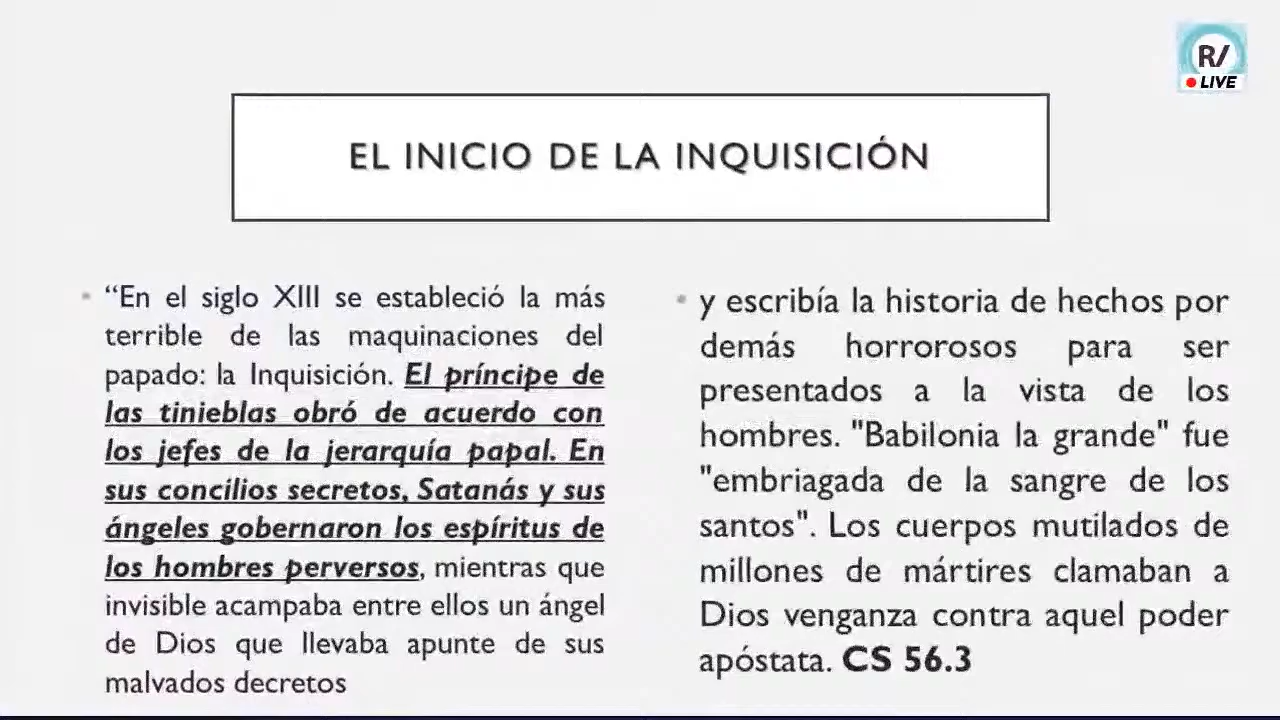 R/
LIVE
EL INICIO DE LA INQUISICIÓN
• “En el siglo XIII se estableció la más
terrible de las maquinaciones del
papado: la Inquisición. El príncipe de
las tinieblas obró de acuerdo con
los jefes de la jerarquía papal. En
sus concilios secretos, Satanás y sus
ángeles gobernaron los espíritus de
los hombres perversos, mientras que
invisible acampaba entre ellos un ángel
de Dios que llevaba apunte de sus
malvados decretos
• y escribía la historia de hechos por
demás horrorosos para ser
presentados a la vista de los
hombres. "Babilonia la grande" fue
"embriagada de la sangre de los
santos". Los cuerpos mutilados de
millones de mártires clamaban a
Dios venganza contra aquel poder
apóstata. CS 56.3